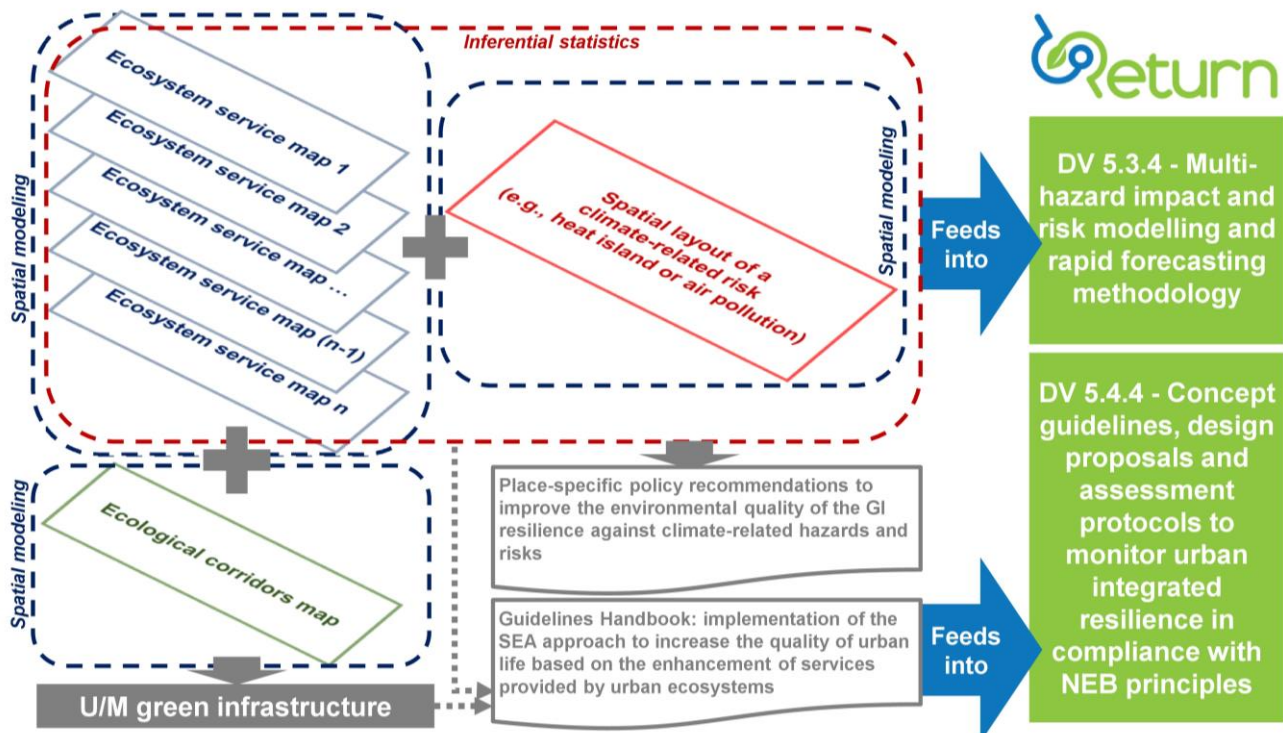 Inferential statistics
Spatial modeling
Ecosystem service map 1
Ecosystem service map 2
Ecosystem service map ...
Ecosystem service map (n-1)
Ecosystem service map n
Spatial layout of a
climate-related risk
(e.g., heat island or air pollution)
Spatial modeling
Feeds
into
Return
DV 5.3.4 - Multi-
hazard impact and
risk modelling and
rapid forecasting
methodology
Spatial modeling
Ecological corridors map
U/M green infrastructure
Place-specific policy recommendations to
improve the environmental quality of the GI
resilience against climate-related hazards and
risks
Guidelines Handbook: implementation of the
SEA approach to increase the quality of urban
life based on the enhancement of services
provided by urban ecosystems
Feeds
into
DV 5.4.4 - Concept
guidelines, design
proposals and
assessment
protocols to
monitor urban
integrated
resilience in
compliance with
NEB principles